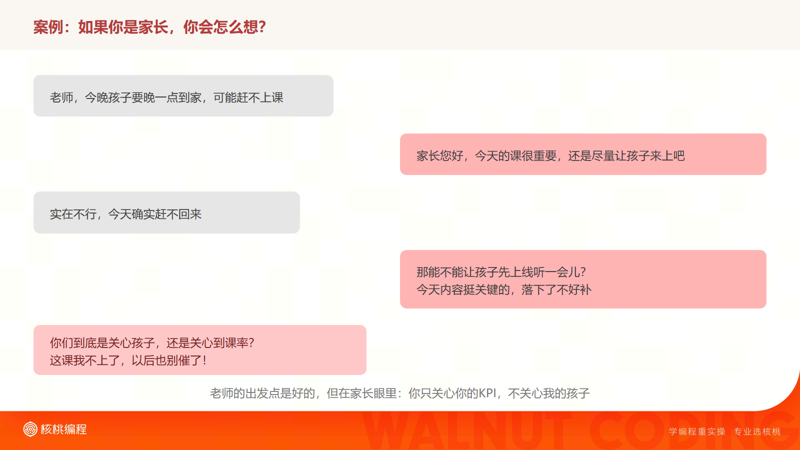 案例：如果你是家长，你会怎么想？
老师，今晚孩子要晚一点到家，可能赶不上课
家长您好，今天的课很重要，还是尽量让孩子来上吧
实在不行，今天确实赶不回来
那能不能让孩子先上线听一会儿？
今天内容挺关键的，落下了不好补
你们到底是关心孩子，还是关心到课率？
这课我不上了，以后也别催了！
老师的出发点是好的，但在家长眼里：你只关心你的KPI，不关心我的孩子
核桃编程
WALNUT CODING
学编程重实操 专业选核桃